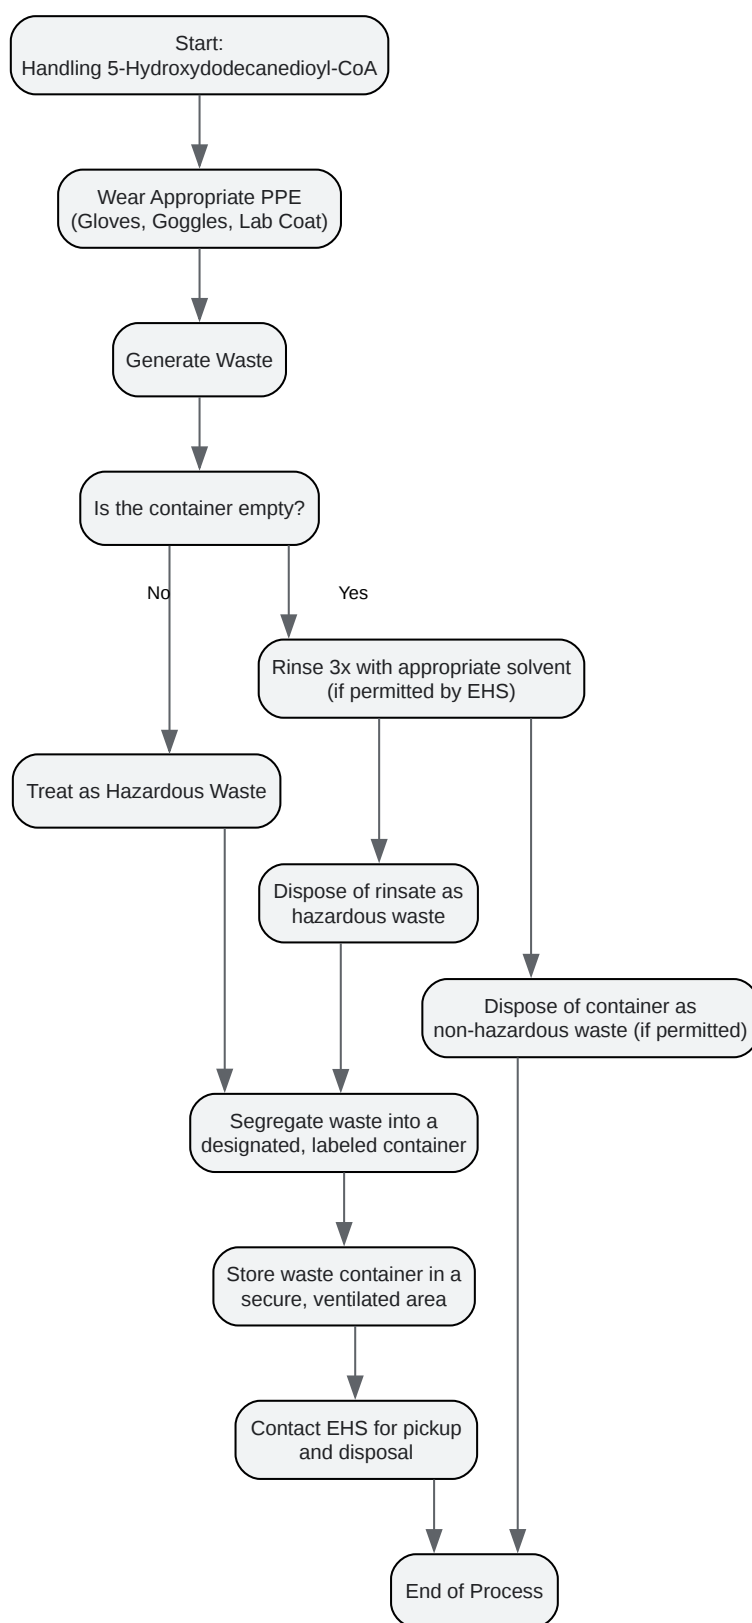 Start:
Handling 5-Hydroxydodecanedioyl-CoA
Wear Appropriate PPE
(Gloves, Goggles, Lab Coat)
Generate Waste
Is the container empty?
No
Yes
Rinse 3x with appropriate solvent
(if permitted by EHS)
Treat as Hazardous Waste
Dispose of rinsate as
hazardous waste
Dispose of container as
non-hazardous waste (if permitted)
Segregate waste into a
designated, labeled container
Store waste container in a
secure, ventilated area
Contact EHS for pickup
and disposal
End of Process